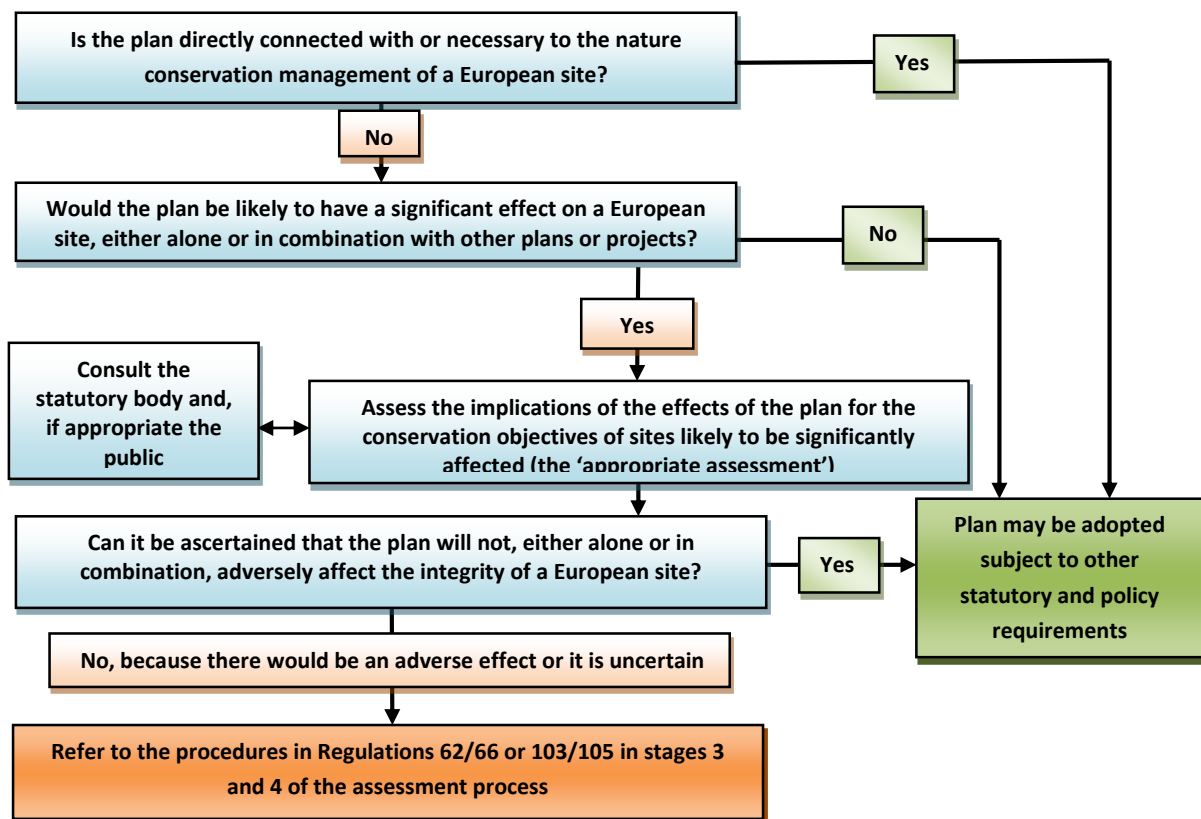 Is the plan directly connected with or necessary to the nature
conservation management of a European site?
Yes
No
Would the plan be likely to have a significant effect on a European
site, either alone or in combination with other plans or projects?
No
Yes
Consult the
statutory body and,
if appropriate the
public
Assess the implications of the effects of the plan for the
conservation objectives of sites likely to be significantly
affected (the ‘appropriate assessment’)
Can it be ascertained that the plan will not, either alone or in
combination, adversely affect the integrity of a European site?
Yes
Plan may be adopted
subject to other
statutory and policy
requirements
No, because there would be an adverse effect or it is uncertain
Refer to the procedures in Regulations 62/66 or 103/105 in stages 3
and 4 of the assessment process